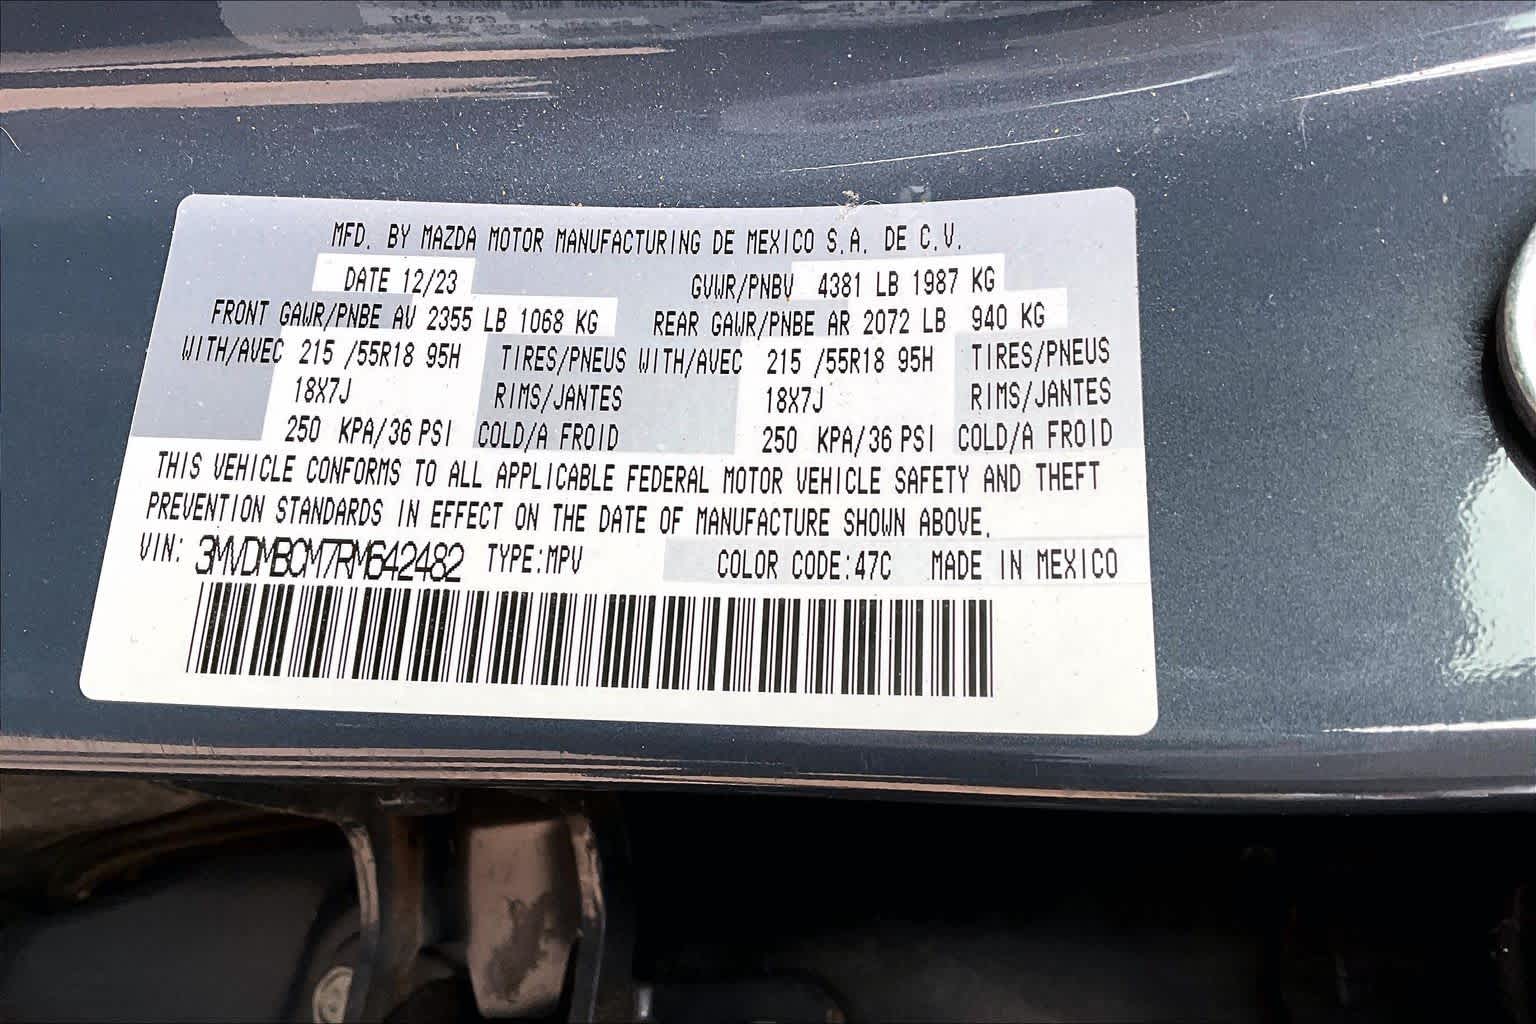 MFD. BY MAZDA MOTOR MANUFACTURING DE MEXICO S.A. DE C.V.
DATE 12/23 GVWR/PNBV 4381 LB 1987 KG
FRONT GAWR/PNBE AV 2355 LB 1068 KG REAR GAWR/PNBE AR 2072 LB 940 KG
WITH/AVEC 215 /55R18 95H TIRES/PNEUS WITH/AVEC 215 /55R18 95H TIRES/PNEUS
18X7J RIMS/JANTES 18X7J RIMS/JANTES
250 KPA/36 PSI COLD/A FROID 250 KPA/36 PSI COLD/A FROID
THIS VEHICLE CONFORMS TO ALL APPLICABLE FEDERAL MOTOR VEHICLE SAFETY AND THEFT
PREVENTION STANDARDS IN EFFECT ON THE DATE OF MANUFACTURE SHOWN ABOVE.
VIN: 3MVDMBCM7RM642482 TYPE:MPV COLOR CODE:47C MADE IN MEXICO